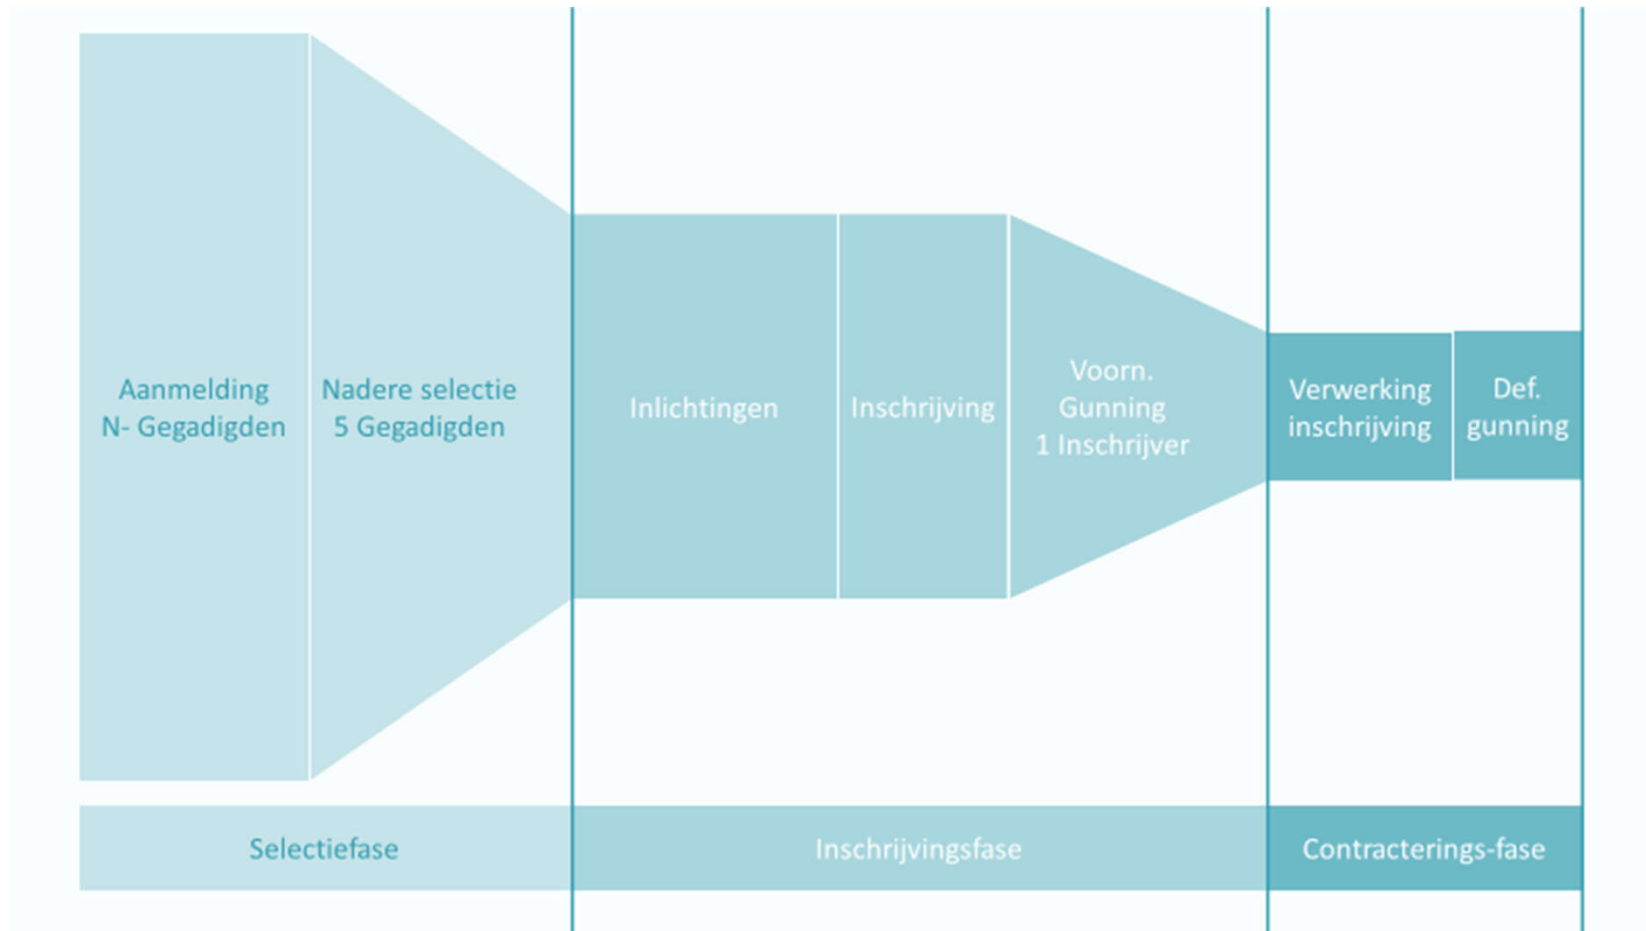 Aanmelding
N- Gegadigden
Nadere selectie
5 Gegadigden
Inlichtingen
Inschrijving
Voorn.
Gunning
1 Inschrijver
Verwerking
inschrijving
Def.
gunning
Selectiefase
Inschrijvingsfase
Contracterings-fase